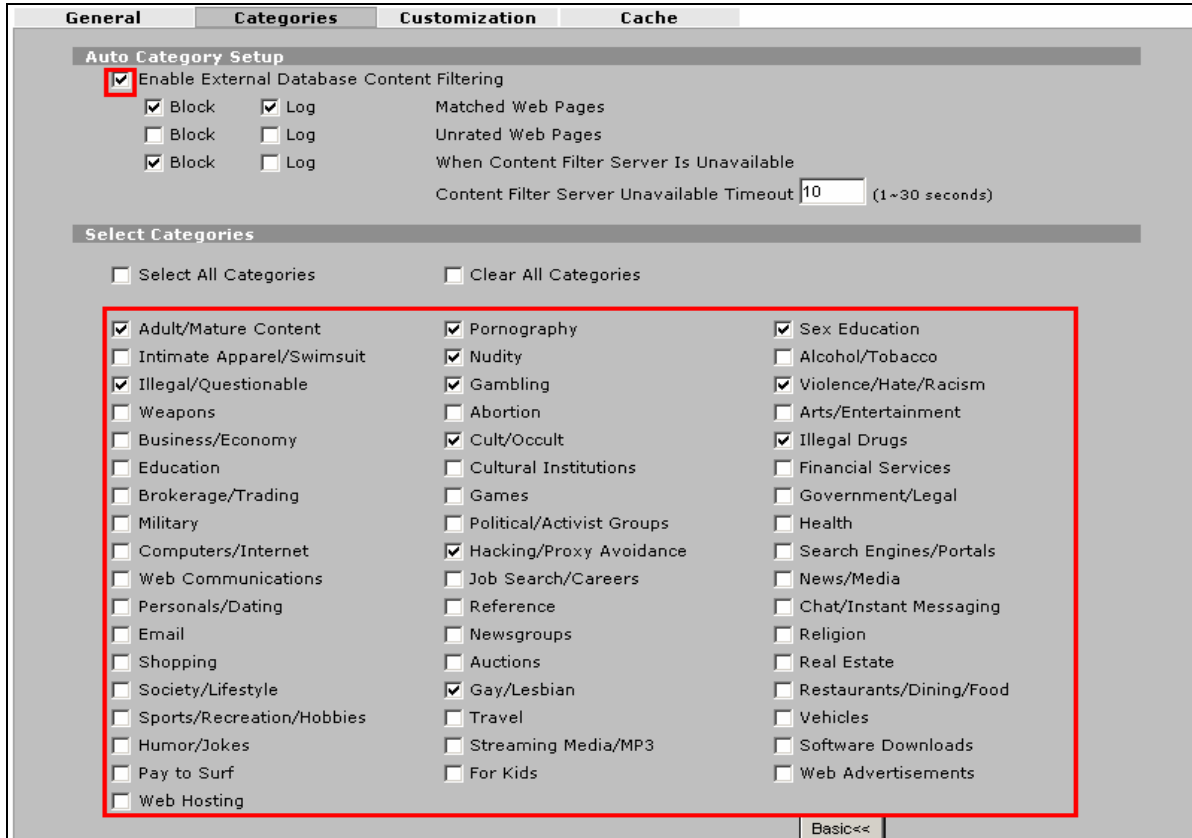 General Categories Customization Cache
Auto Category Setup
Enable External Database Content Filtering
Block Log Matched Web Pages
Block Log Unrated Web Pages
Block Log When Content Filter Server Is Unavailable
Content Filter Server Unavailable Timeout 10 (1~30 seconds)
Select Categories
Select All Categories Clear All Categories
Adult/Mature Content Pornography Sex Education
Intimate Apparel/Swimsuit Nudity Alcohol/Tobacco
Illegal/Questionable Gambling Violence/Hate/Racism
Weapons Abortion Arts/Entertainment
Business/Economy Cult/Occult Illegal Drugs
Education Cultural Institutions Financial Services
Brokerage/Trading Games Government/Legal
Military Political/Activist Groups Health
Computers/Internet Hacking/Proxy Avoidance Search Engines/Portals
Web Communications Job Search/Careers News/Media
Personals/Dating Reference Chat/Instant Messaging
Email Newsgroups Religion
Shopping Auctions Real Estate
Society/Lifestyle Gay/Lesbian Restaurants/Dining/Food
Sports/Recreation/Hobbies Travel Vehicles
Humor/Jokes Streaming Media/MP3 Software Downloads
Pay to Surf For Kids Web Advertisements
Web Hosting
Basic<<